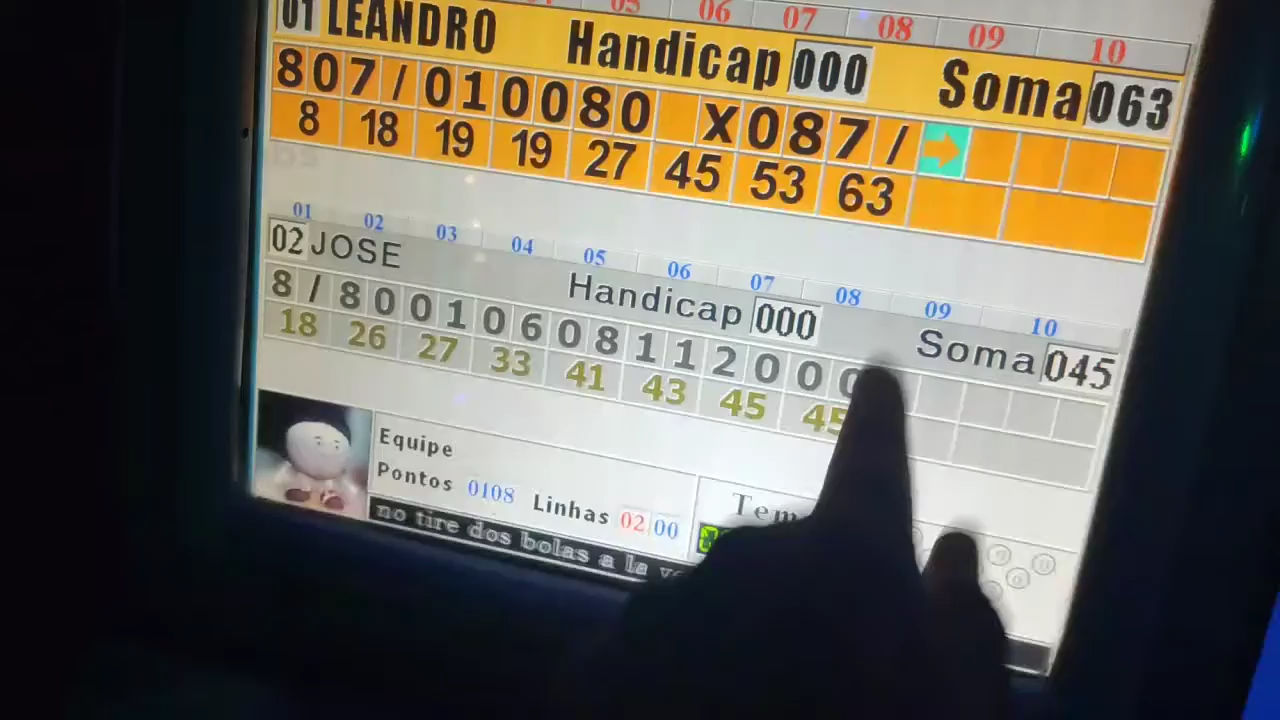 05 06 07 08 09 10
01 LEANDRO Handicap 000 Soma 063
8 0 7 / 0 1 0 0 8 0 X 0 8 7 /
8 18 19 19 27 45 53 63
01 02 03 04 05 06 07 08 09 10
02 JOSE Handicap 000 Soma 045
8 / 8 0 0 1 0 6 0 8 1 1 2 0 0 0
18 26 27 33 41 43 45 45
Equipe
Pontos 0108 Linhas 02 00
no tire dos bolas a la